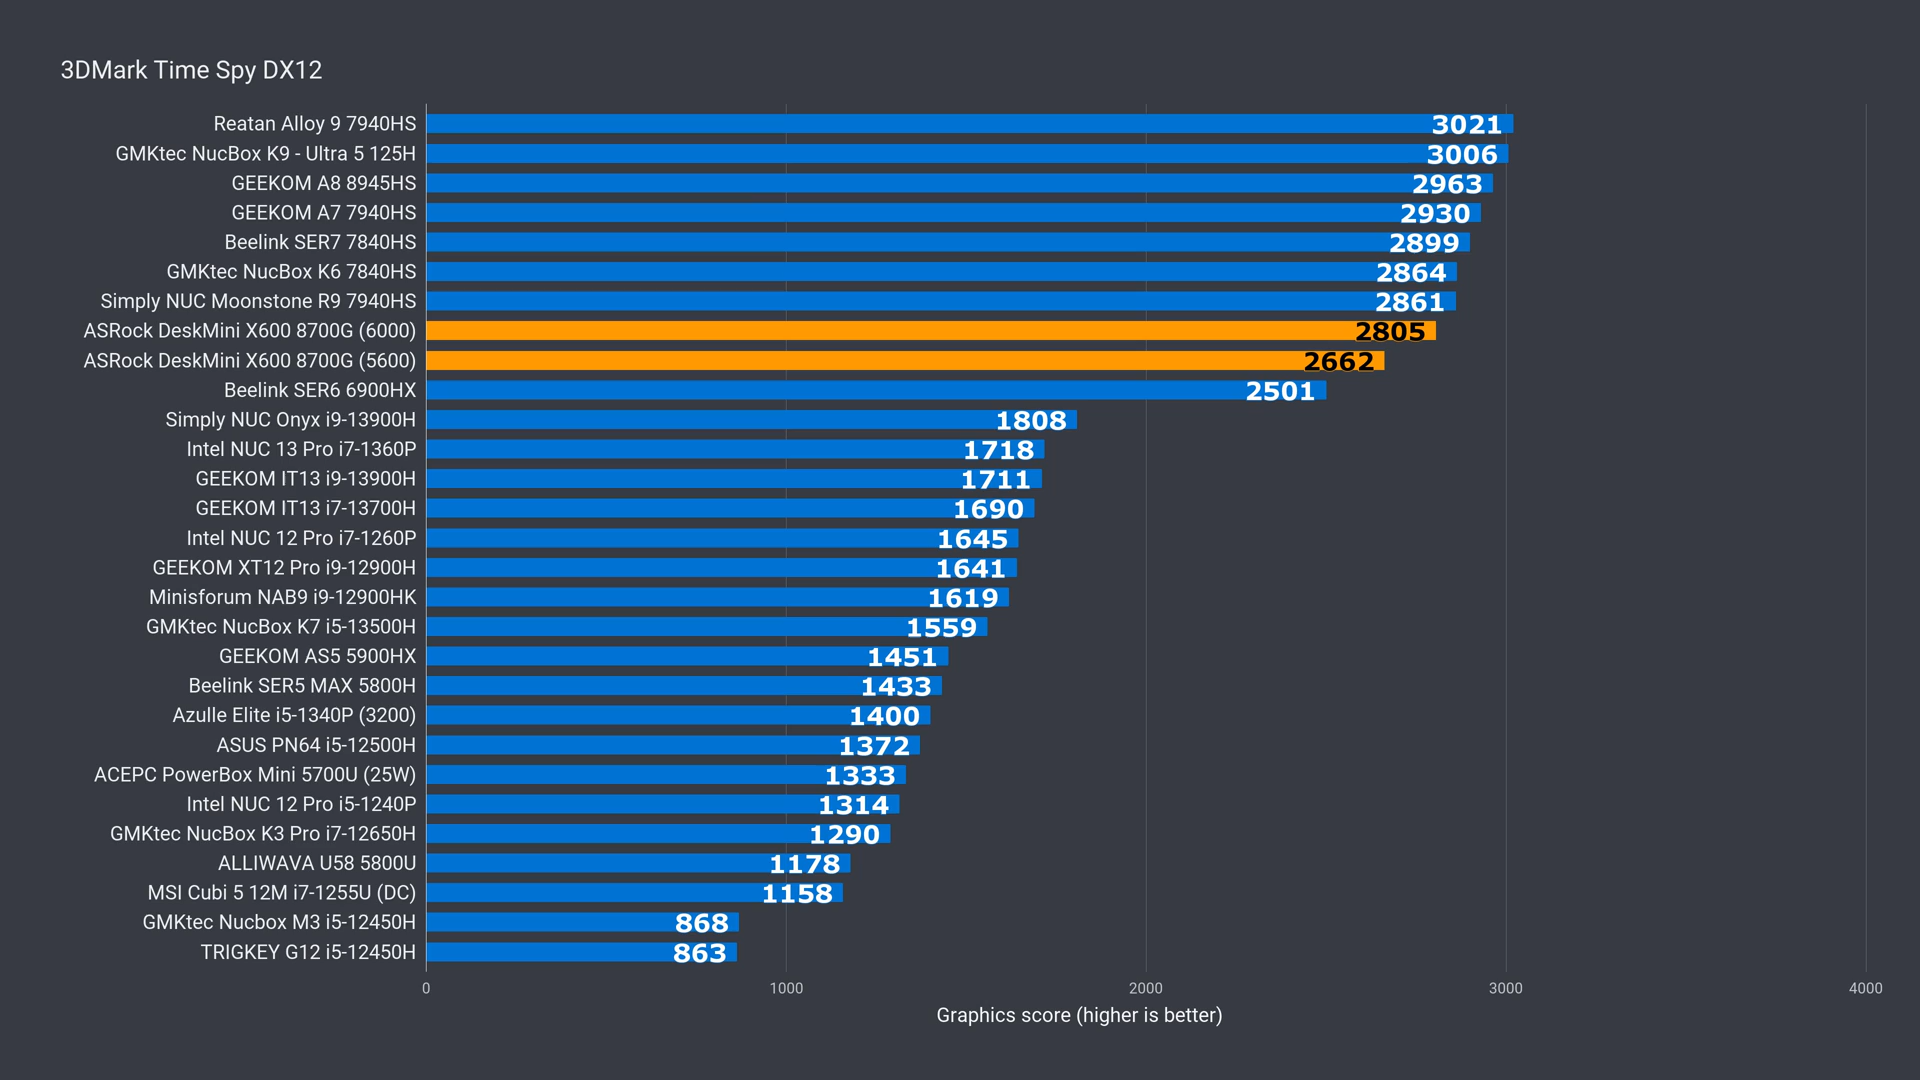 3DMark Time Spy DX12
Reatan Alloy 9 7940HS 3021
GMKtec NucBox K9 - Ultra 5 125H 3006
GEEKOM A8 8945HS 2963
GEEKOM A7 7940HS 2930
Beelink SER7 7840HS 2899
GMKtec NucBox K6 7840HS 2864
Simply NUC Moonstone R9 7940HS 2861
ASRock DeskMini X600 8700G (6000) 2805
ASRock DeskMini X600 8700G (5600) 2662
Beelink SER6 6900HX 2501
Simply NUC Onyx i9-13900H 1808
Intel NUC 13 Pro i7-1360P 1718
GEEKOM IT13 i9-13900H 1711
GEEKOM IT13 i7-13700H 1690
Intel NUC 12 Pro i7-1260P 1645
GEEKOM XT12 Pro i9-12900H 1641
Minisforum NAB9 i9-12900HK 1619
GMKtec NucBox K7 i5-13500H 1559
GEEKOM AS5 5900HX 1451
Beelink SER5 MAX 5800H 1433
Azulle Elite i5-1340P (3200) 1400
ASUS PN64 i5-12500H 1372
ACEPC PowerBox Mini 5700U (25W) 1333
Intel NUC 12 Pro i5-1240P 1314
GMKtec NucBox K3 Pro i7-12650H 1290
ALLIWAVA U58 5800U 1178
MSI Cubi 5 12M i7-1255U (DC) 1158
GMKtec Nucbox M3 i5-12450H 868
TRIGKEY G12 i5-12450H 863
0 1000 2000 3000 4000
Graphics score (higher is better)